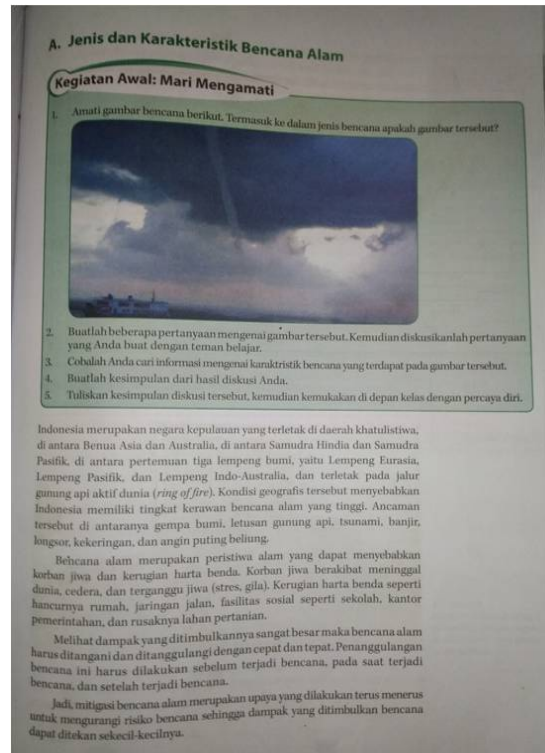 A. Jenis dan Karakteristik Bencana Alam
Kegiatan Awal: Mari Mengamati
1. Amati gambar bencana berikut. Termasuk ke dalam jenis bencana apakah gambar tersebut?
2. Buatlah beberapa pertanyaan mengenai gambar tersebut. Kemudian diskusikanlah pertanyaan
yang Anda buat dengan teman belajar.
3. Cobalah Anda cari informasi mengenai karaktristik bencana yang terdapat pada gambar tersebut.
4. Buatlah kesimpulan dari hasil diskusi Anda.
5. Tuliskan kesimpulan diskusi tersebut, kemudian kemukakan di depan kelas dengan percaya diri.
Indonesia merupakan negara kepulauan yang terletak di daerah khatulistiwa,
di antara Benua Asia dan Australia, di antara Samudra Hindia dan Samudra
Pasifik, di antara pertemuan tiga lempeng bumi, yaitu Lempeng Eurasia,
Lempeng Pasifik, dan Lempeng Indo-Australia, dan terletak pada jalur
gunung api aktif dunia (ring of fire). Kondisi geografis tersebut menyebabkan
Indonesia memiliki tingkat kerawan bencana alam yang tinggi. Ancaman
tersebut di antaranya gempa bumi, letusan gunung api, tsunami, banjir,
longsor, kekeringan, dan angin puting beliung.
Bencana alam merupakan peristiwa alam yang dapat menyebabkan
korban jiwa dan kerugian harta benda. Korban jiwa berakibat meninggal
dunia, cedera, dan terganggu jiwa (stres, gila). Kerugian harta benda seperti
hancurnya rumah, jaringan jalan, fasilitas sosial seperti sekolah, kantor
pemerintahan, dan rusaknya lahan pertanian.
Melihat dampak yang ditimbulkannya sangat besar maka bencana alam
harus ditangani dan ditanggulangi dengan cepat dan tepat. Penanggulangan
bencana ini harus dilakukan sebelum terjadi bencana, pada saat terjadi
bencana, dan setelah terjadi bencana.
Jadi, mitigasi bencana alam merupakan upaya yang dilakukan terus menerus
untuk mengurangi risiko bencana sehingga dampak yang ditimbulkan bencana
dapat ditekan sekecil-kecilnya.